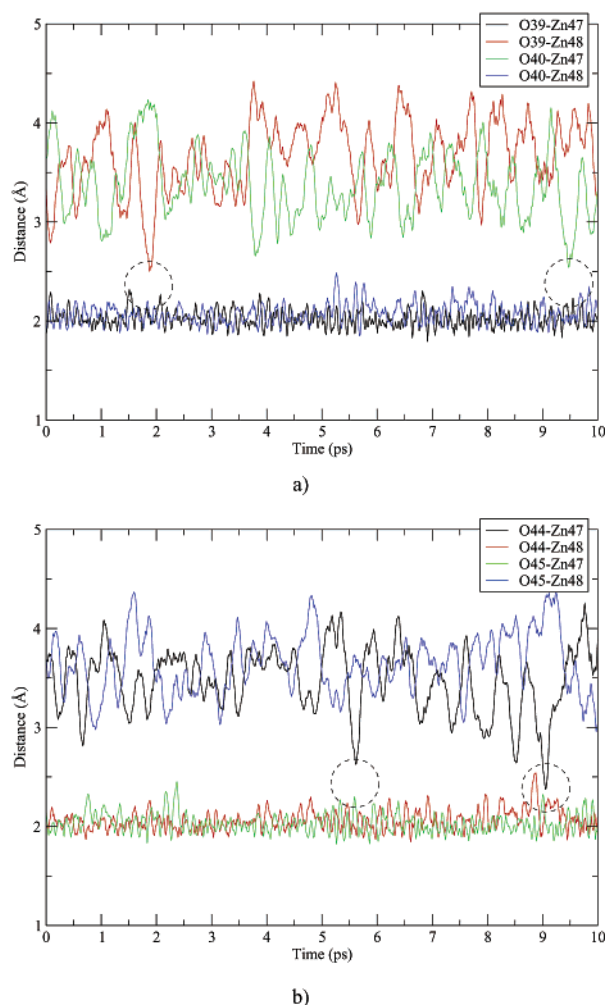 5
4
3
2
1
Distance (Å)
O39-Zn47
O39-Zn48
O40-Zn47
O40-Zn48
0 1 2 3 4 5 6 7 8 9 10
Time (ps)
a)
5
4
3
2
1
Distance (Å)
O44-Zn47
O44-Zn48
O45-Zn47
O45-Zn48
0 1 2 3 4 5 6 7 8 9 10
Time (ps)
b)